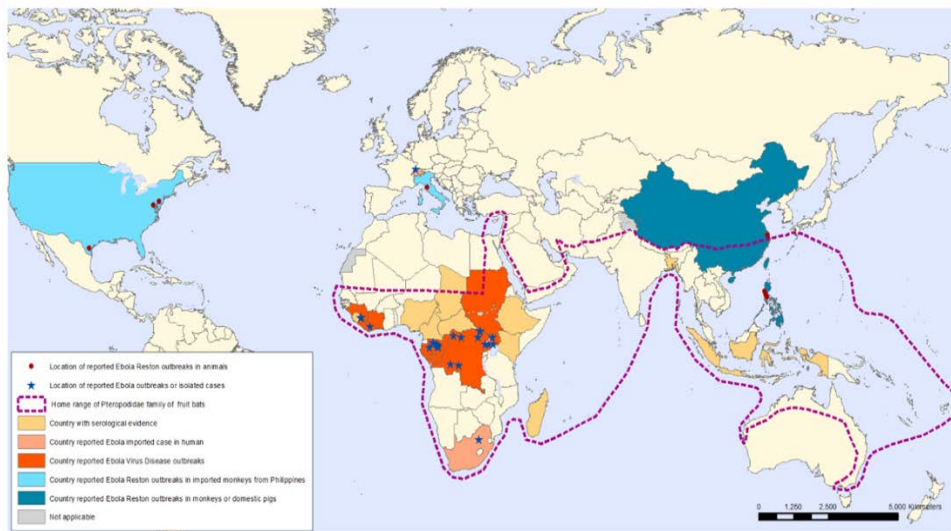 Location of reported Ebola Reston outbreaks in animals
Location of reported Ebola outbreaks or isolated cases
Home range of Pteropodidae family of fruit bats
Country with serological evidence
Country reported Ebola imported case in human
Country reported Ebola Virus Disease outbreaks
Country reported Ebola Reston outbreaks in imported monkeys from Philippines
Country reported Ebola Reston outbreaks in monkeys or domestic pigs
Not applicable
0 1,250 2,500 5,000 Kilometers